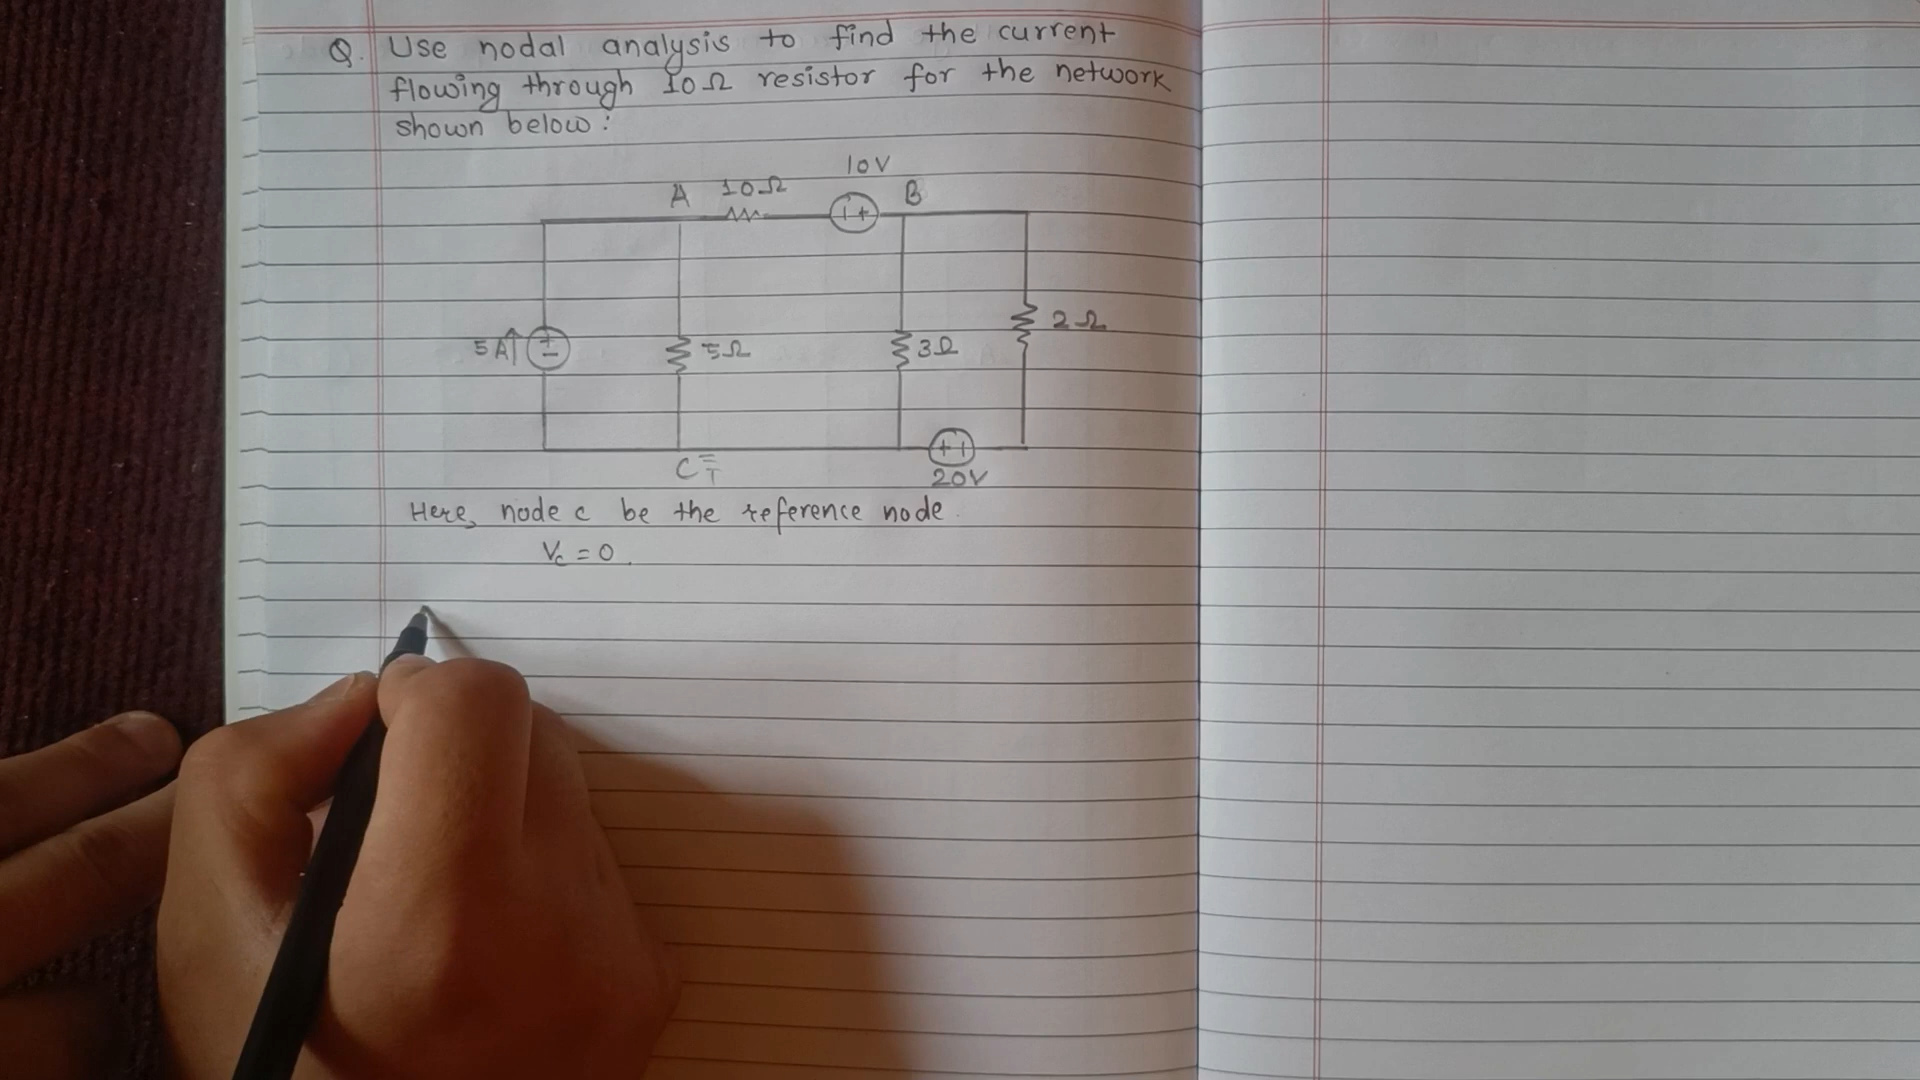 Q. Use nodal analysis to find the current
flowing through 10Ω resistor for the network
shown below:
10V
A 10Ω B
5A↑ 5Ω 3Ω 2Ω
C
20V
Here, node c be the reference node.
Vc = 0.